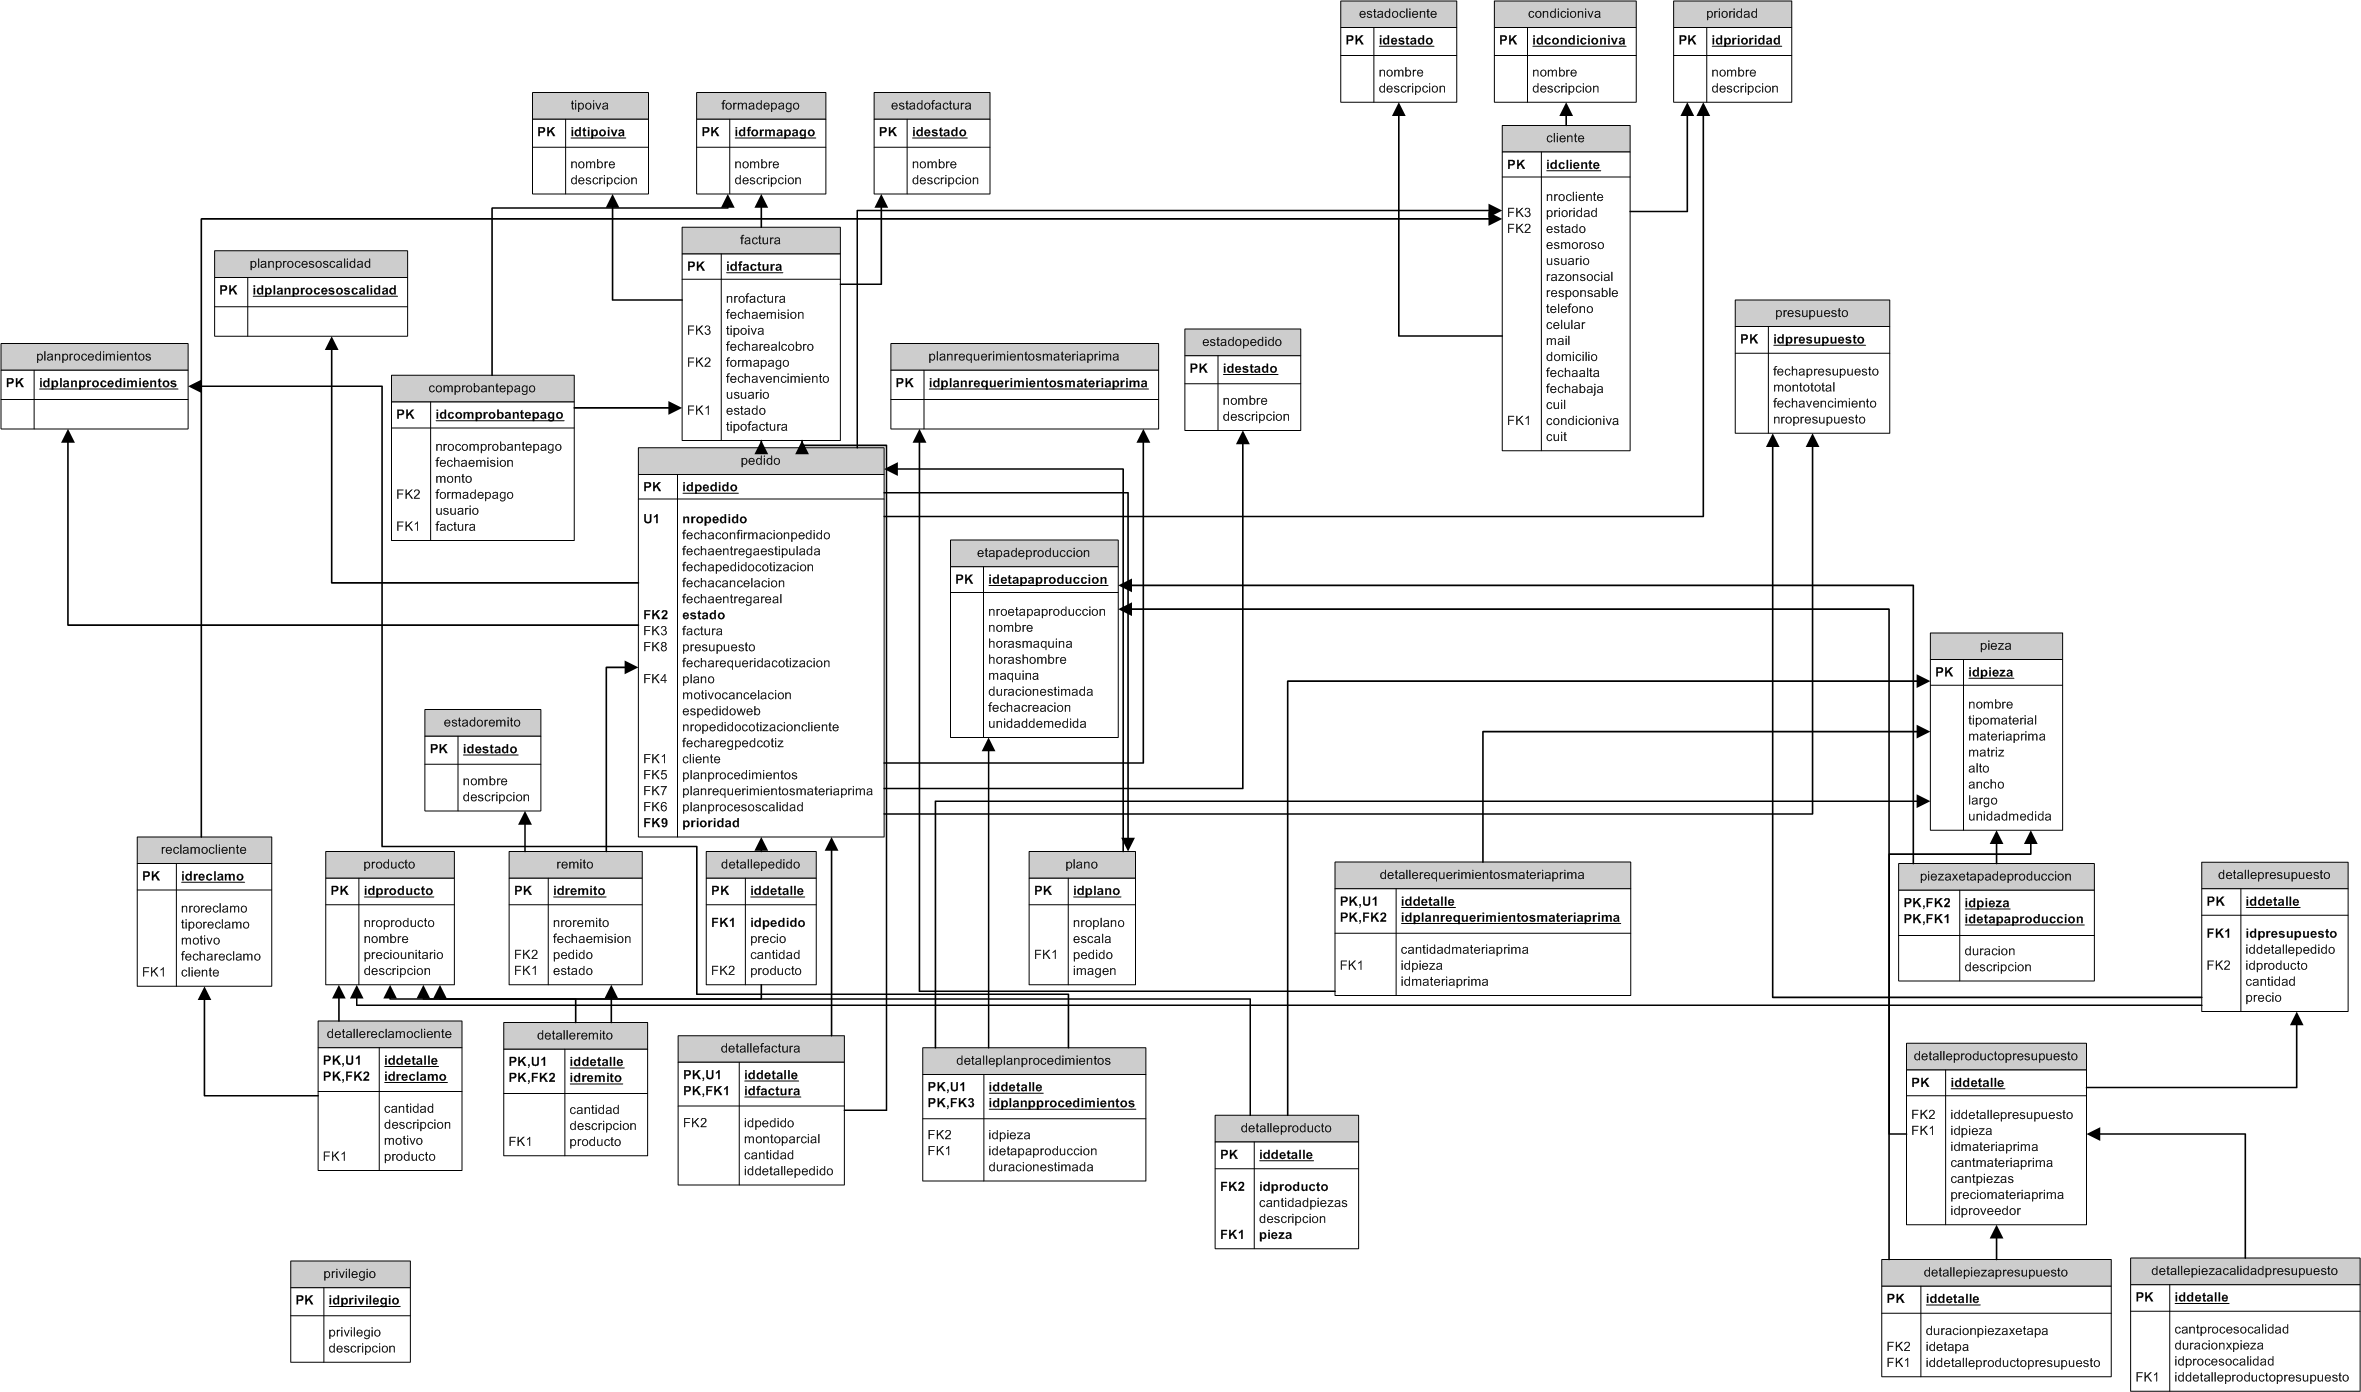 estadocliente
PK idestado
nombre
descripcion
condicioniva
PK idcondicioniva
nombre
descripcion
prioridad
PK idprioridad
nombre
descripcion
tipoiva
PK idtipoiva
nombre
descripcion
formadepago
PK idformapago
nombre
descripcion
estadofactura
PK idestado
nombre
descripcion
cliente
PK idcliente
nrocliente
FK3 prioridad
FK2 estado
esmoroso
usuario
razonsocial
responsable
telefono
celular
mail
domicilio
fechaalta
fechabaja
cuil
FK1 condicioniva
cuit
factura
PK idfactura
nrofactura
fechaemision
FK3 tipoiva
fecharealcobro
FK2 formapago
fechavencimiento
usuario
FK1 estado
tipofactura
planprocesoscalidad
PK idplanprocesoscalidad
planprocedimientos
PK idplanprocedimientos
comprobantepago
PK idcomprobantepago
nrocomprobantepago
fechaemision
monto
FK2 formadepago
usuario
FK1 factura
planrequerimientosmateriaprima
PK idplanrequerimientosmateriaprima
estadopedido
PK idestado
nombre
descripcion
presupuesto
PK idpresupuesto
fechapresupuesto
montototal
fechavencimiento
nropresupuesto
pedido
PK idpedido
U1 nropedido
fechaconfirmacionpedido
fechaentregaestipulada
fechapedidocotizacion
fechacancelacion
fechaentregareal
FK2 estado
FK3 factura
FK8 presupuesto
fecharequeridacotizacion
FK4 plano
motivocancelacion
espedidoweb
nropedidocotizacioncliente
fecharegpedcotiz
FK1 cliente
FK5 planprocedimientos
FK7 planrequerimientosmateriaprima
FK6 planprocesoscalidad
FK9 prioridad
etapadeproduccion
PK idetapaproduccion
nroetapaproduccion
nombre
horasmaquina
horashombre
maquina
duracionestimada
fechacreacion
unidaddemedida
pieza
PK idpieza
nombre
tipomaterial
materiaprima
matriz
alto
ancho
largo
unidadmedida
estadoremito
PK idestado
nombre
descripcion
reclamocliente
PK idreclamo
nroreclamo
tiporeclamo
motivo
fechareclamo
FK1 cliente
producto
PK idproducto
nroproducto
nombre
preciounitario
descripcion
remito
PK idremito
nroremito
fechaemision
FK2 pedido
FK1 estado
detallepedido
PK iddetalle
FK1 idpedido
precio
cantidad
FK2 producto
plano
PK idplano
nroplano
escala
FK1 pedido
imagen
detallerequerimientosmateriaprima
PK,U1 iddetalle
PK,FK2 idplanrequerimientosmateriaprima
cantidadmateriaprima
FK1 idpieza
idmateriaprima
piezaxetapadeproduccion
PK,FK2 idpieza
PK,FK1 idetapaproduccion
duracion
descripcion
detallepresupuesto
PK iddetalle
FK1 idpresupuesto
iddetallepedido
FK2 idproducto
cantidad
precio
detallereclamocliente
PK,U1 iddetalle
PK,FK2 idreclamo
cantidad
descripcion
motivo
FK1 producto
detalleremito
PK,U1 iddetalle
PK,FK2 idremito
cantidad
descripcion
FK1 producto
detallefactura
PK,U1 iddetalle
PK,FK1 idfactura
FK2 idpedido
montoparcial
cantidad
iddetallepedido
detalleplanprocedimientos
PK,U1 iddetalle
PK,FK3 idplanpprocedimientos
FK2 idpieza
FK1 idetapaproduccion
duracionestimada
detalleproducto
PK iddetalle
FK2 idproducto
cantidadpiezas
descripcion
FK1 pieza
detalleproductopresupuesto
PK iddetalle
FK2 iddetallepresupuesto
FK1 idpieza
idmateriaprima
cantmateriaprima
cantpiezas
preciomateriaprima
idproveedor
privilegio
PK idprivilegio
privilegio
descripcion
detallepiezapresupuesto
PK iddetalle
duracionpiezaxetapa
FK2 idetapa
FK1 iddetalleproductopresupuesto
detallepiezacalidadpresupuesto
PK iddetalle
cantprocesocalidad
duracionxpieza
idprocesocalidad
FK1 iddetalleproductopresupuesto